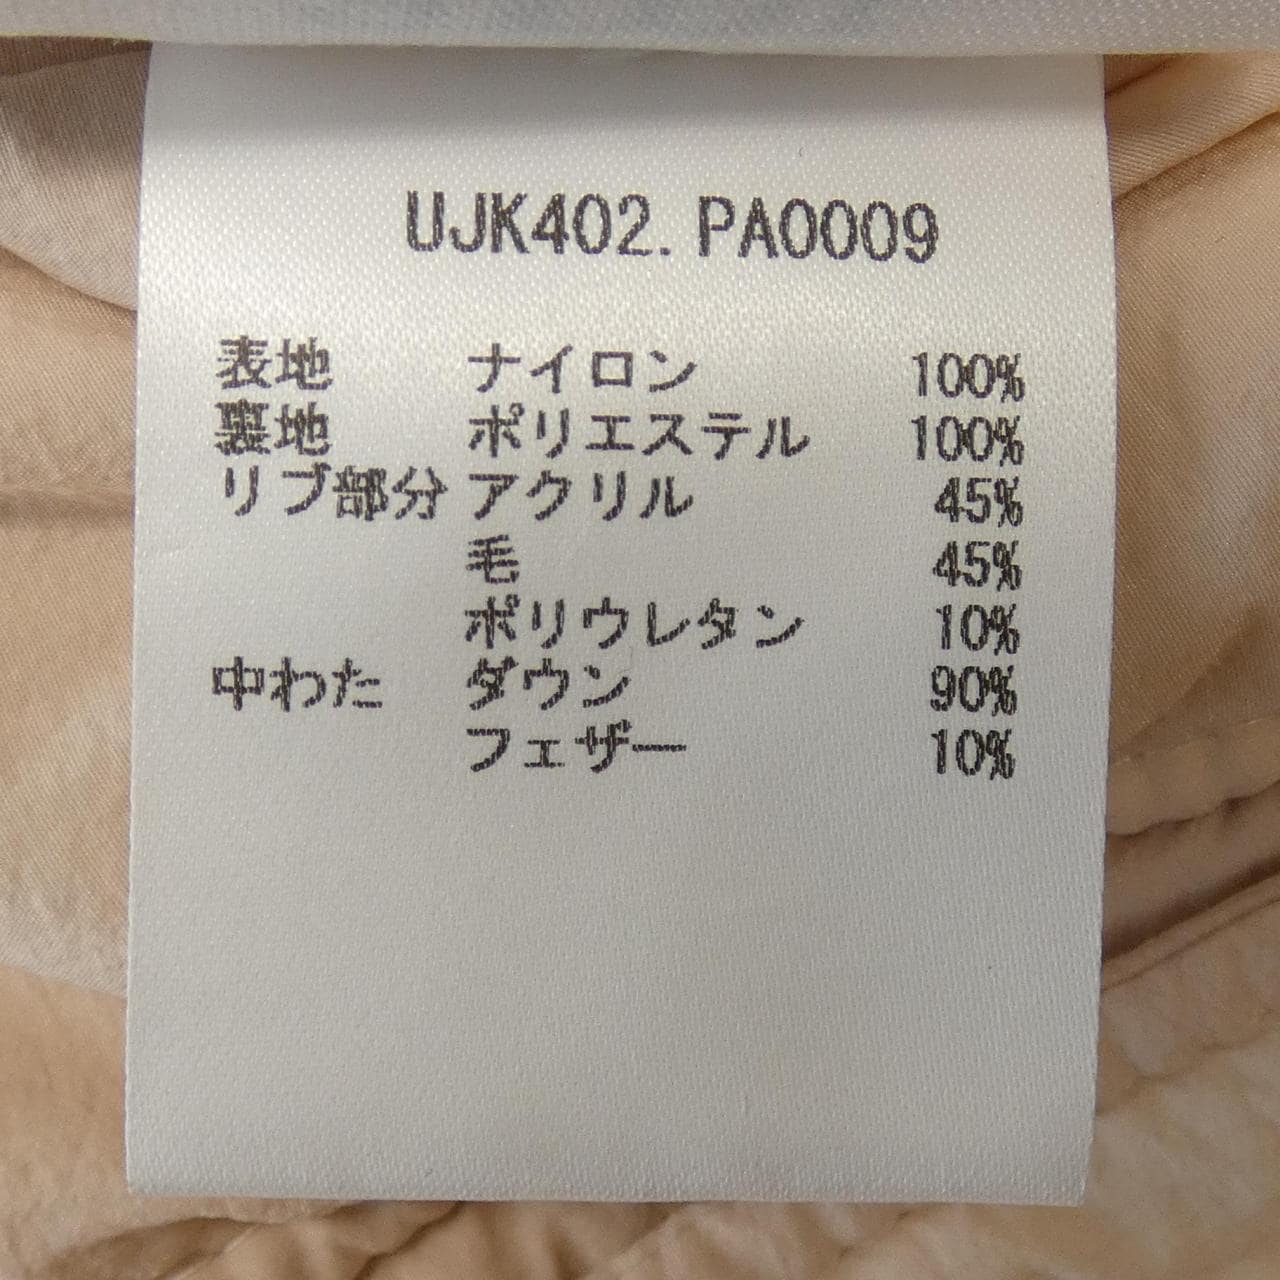 UJK402.PA0009
表地 ナイロン 100%
裏地 ポリエステル 100%
リブ部分 アクリル 45%
毛 45%
ポリウレタン 10%
中わた ダウン 90%
フェザー 10%